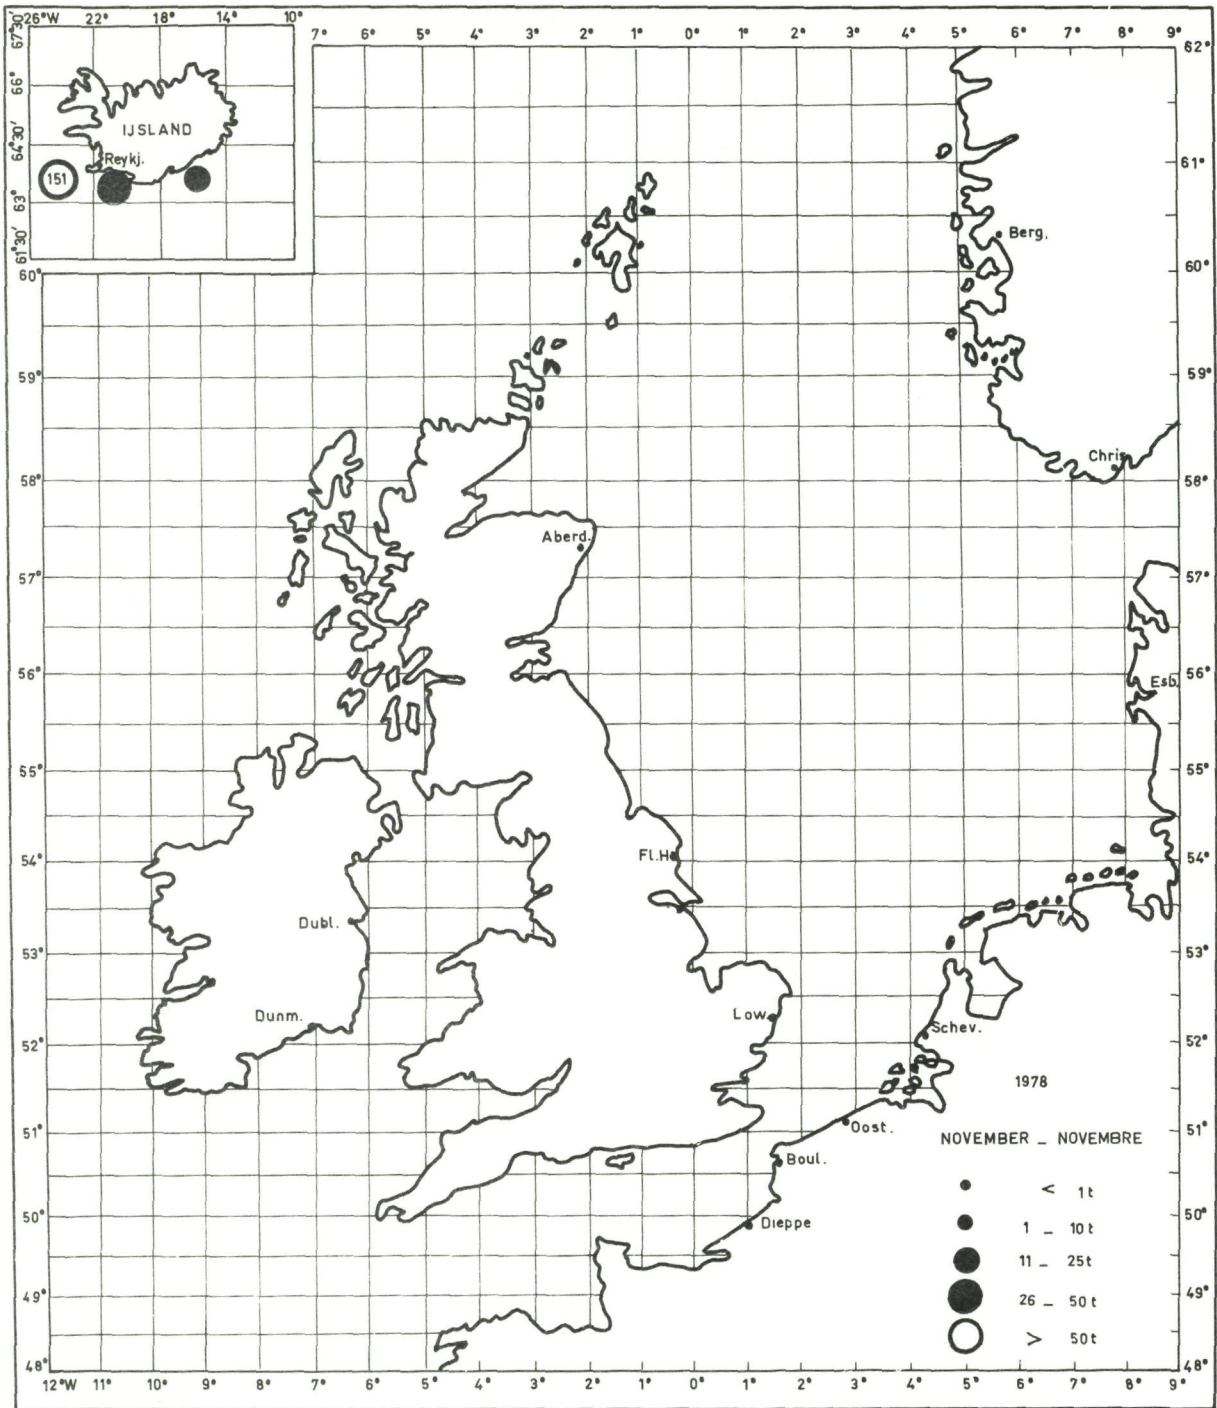 26°W 22° 18° 14° 10°
67°30'
66°
64°30'
63°
61°30'
IJSLAND
Reykj.
151
7° 6° 5° 4° 3° 2° 1° 0° 1° 2° 3° 4° 5° 6° 7° 8° 9°
62°
61° 
Berg.
60° 60°
59° 59°
Chris
58° 58°
Aberd.
57° 57°
56° 56°
Esb.
55° 55°
Fl.H
54° 54°
Dubl.
53° 53°
Dunm.
Low.
Schev.
52° 52°
1978
Oost.
51° 51°
NOVEMBER _ NOVEMBRE
Boul.
< 1t
50° 50°
Dieppe
1 _ 10t
11 _ 25t
49° 49°
26 _ 50t
> 50t
48° 48°
12°W 11° 10° 9° 8° 7° 6° 5° 4° 3° 2° 1° 0° 1° 2° 3° 4° 5° 6° 7° 8° 9°